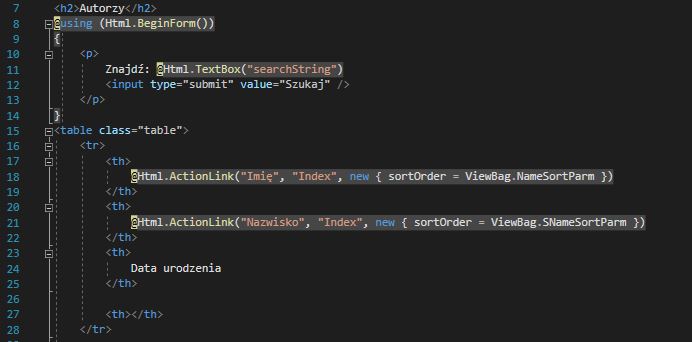 7 <h2>Autorzy</h2>
8 @using (Html.BeginForm())
9 {
10 <p>
11 Znajdź: @Html.TextBox("searchString")
12 <input type="submit" value="Szukaj" />
13 </p>
14 }
15 <table class="table">
16 <tr>
17 <th>
18 @Html.ActionLink("Imię", "Index", new { sortOrder = ViewBag.NameSortParm })
19 </th>
20 <th>
21 @Html.ActionLink("Nazwisko", "Index", new { sortOrder = ViewBag.SNameSortParm })
22 </th>
23 <th>
24 Data urodzenia
25 </th>
26
27 <th></th>
28 </tr>